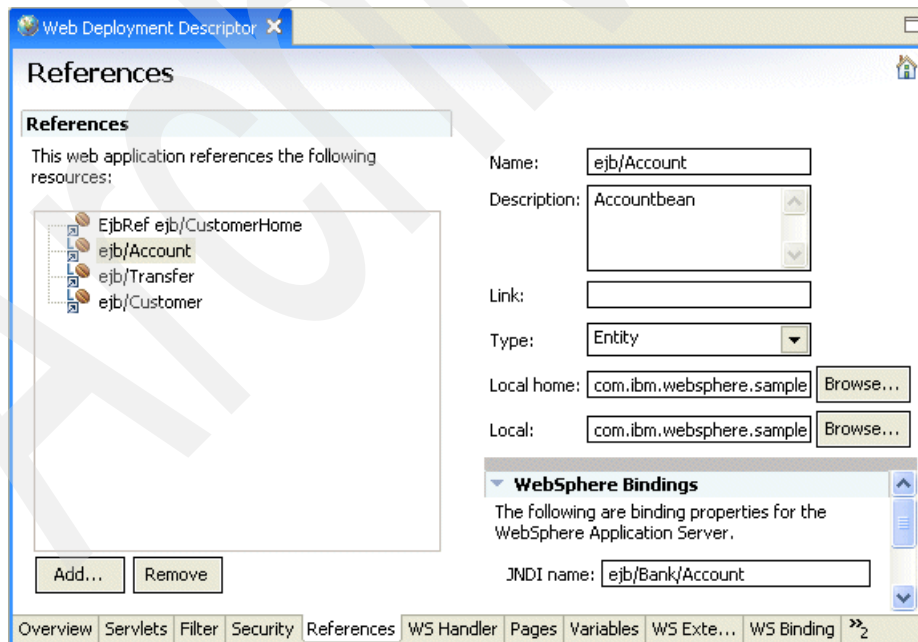 Web Deployment Descriptor
References
References
This web application references the following
resources:
EjbRef ejb/CustomerHome
ejb/Account
ejb/Transfer
ejb/Customer
Add...
Remove
Name: ejb/Account
Description: Accountbean
Link:
Type: Entity
Local home: com.ibm.websphere.sample Browse...
Local: com.ibm.websphere.sample Browse...
WebSphere Bindings
The following are binding properties for the
WebSphere Application Server.
JNDI name: ejb/Bank/Account
Overview Servlets Filter Security References WS Handler Pages Variables WS Exte... WS Binding »2